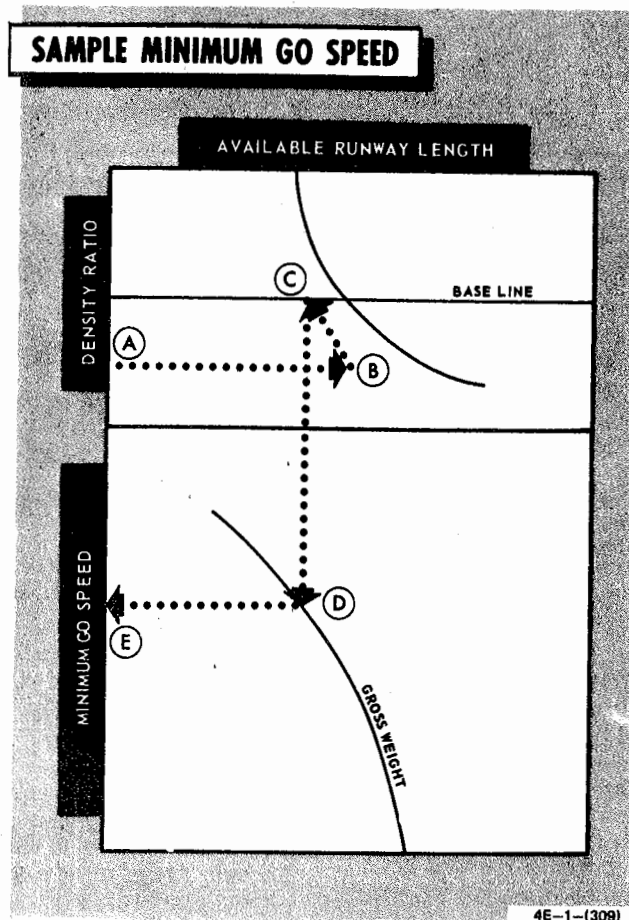 SAMPLE MINIMUM GO SPEED
AVAILABLE RUNWAY LENGTH
DENSITY RATIO
C
BASE LINE
A
B
MINIMUM GO SPEED
D
E
GROSS WEIGHT
4E-1-(309)